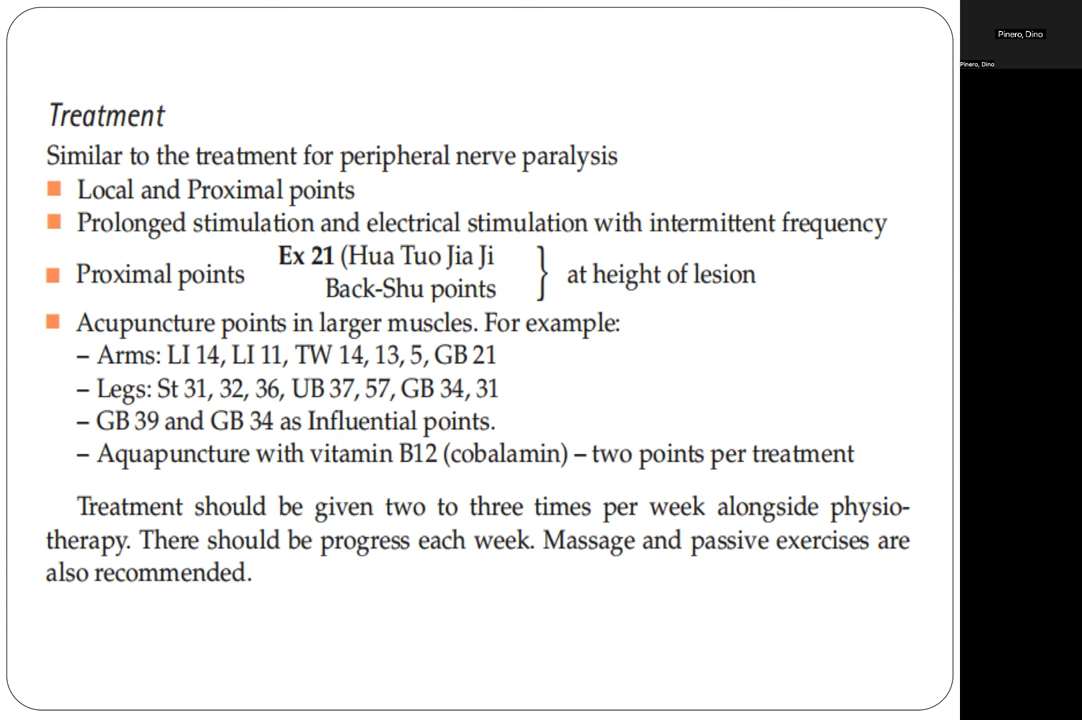 Treatment
Similar to the treatment for peripheral nerve paralysis
■ Local and Proximal points
■ Prolonged stimulation and electrical stimulation with intermittent frequency
■ Proximal points Ex 21 (Hua Tuo Jia Ji
Back-Shu points } at height of lesion
■ Acupuncture points in larger muscles. For example:
– Arms: LI 14, LI 11, TW 14, 13, 5, GB 21
– Legs: St 31, 32, 36, UB 37, 57, GB 34, 31
– GB 39 and GB 34 as Influential points.
– Aquapuncture with vitamin B12 (cobalamin) – two points per treatment
Treatment should be given two to three times per week alongside physio-
therapy. There should be progress each week. Massage and passive exercises are
also recommended.
Pinero, Dino
Pinero, Dino